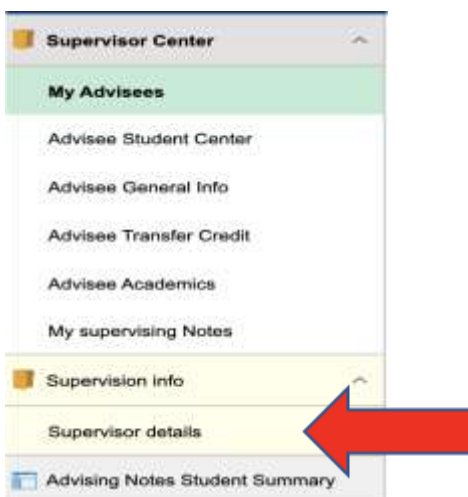 Supervisor Center
My Advisees
Advisee Student Center
Advisee General Info
Advisee Transfer Credit
Advisee Academics
My supervising Notes
Supervision info
Supervisor details
Advising Notes Student Summary